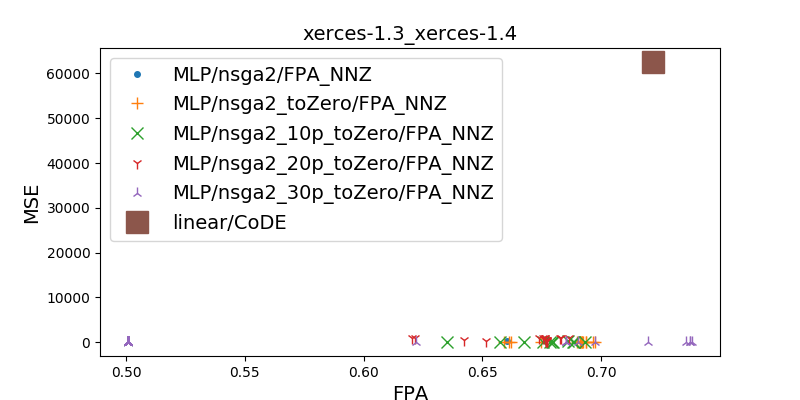 xerces-1.3_xerces-1.4
MLP/nsga2/FPA_NNZ
MLP/nsga2_toZero/FPA_NNZ
MLP/nsga2_10p_toZero/FPA_NNZ
MLP/nsga2_20p_toZero/FPA_NNZ
MLP/nsga2_30p_toZero/FPA_NNZ
linear/CoDE
MSE
60000
50000
40000
30000
20000
10000
0
0.50 0.55 0.60 0.65 0.70
FPA